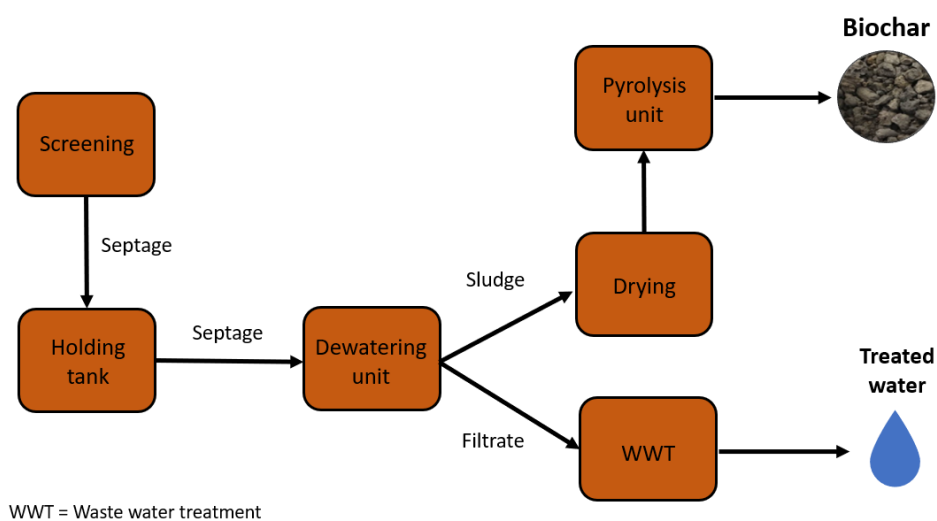 Screening
Septage
Holding
tank
Septage
Dewatering
unit
Sludge
Drying
Pyrolysis
unit
Biochar
Filtrate
WWT
Treated
water
WWT = Waste water treatment